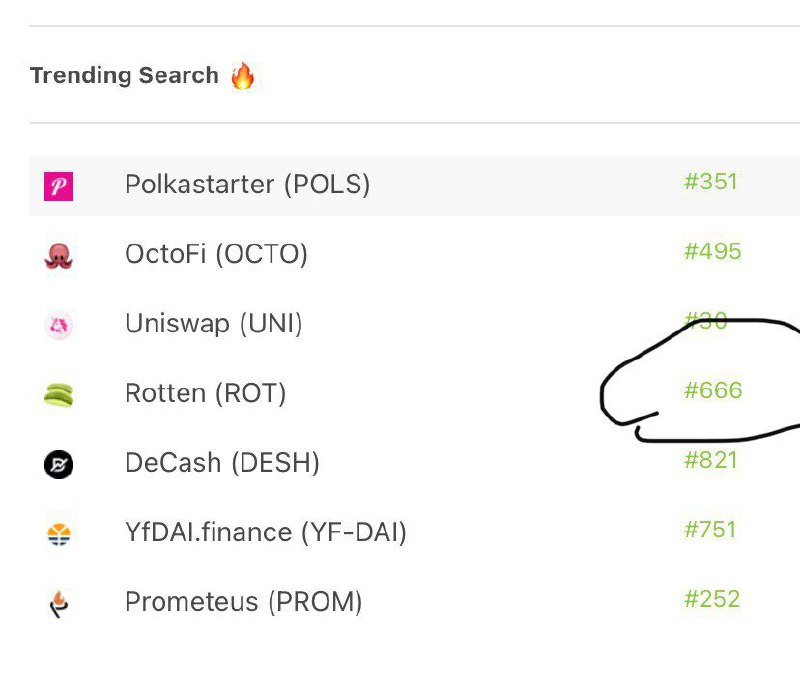 Trending Search 🔥
Polkastarter (POLS) #351
OctoFi (OCTO) #495
Uniswap (UNI) #30
Rotten (ROT) #666
DeCash (DESH) #821
YfDAI.finance (YF-DAI) #751
Prometeus (PROM) #252